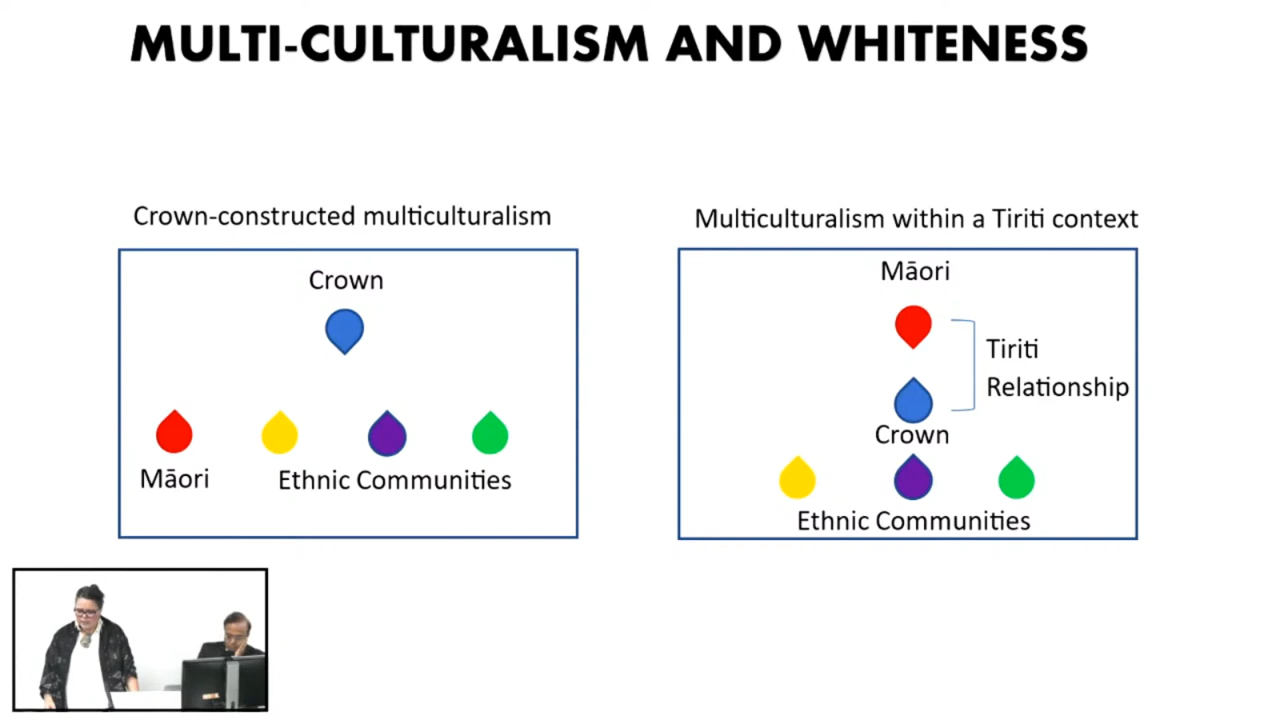 MULTI-CULTURALISM AND WHITENESS
Crown-constructed multiculturalism
Crown
Māori
Ethnic Communities
Multiculturalism within a Tiriti context
Māori
Tiriti
Relationship
Crown
Ethnic Communities